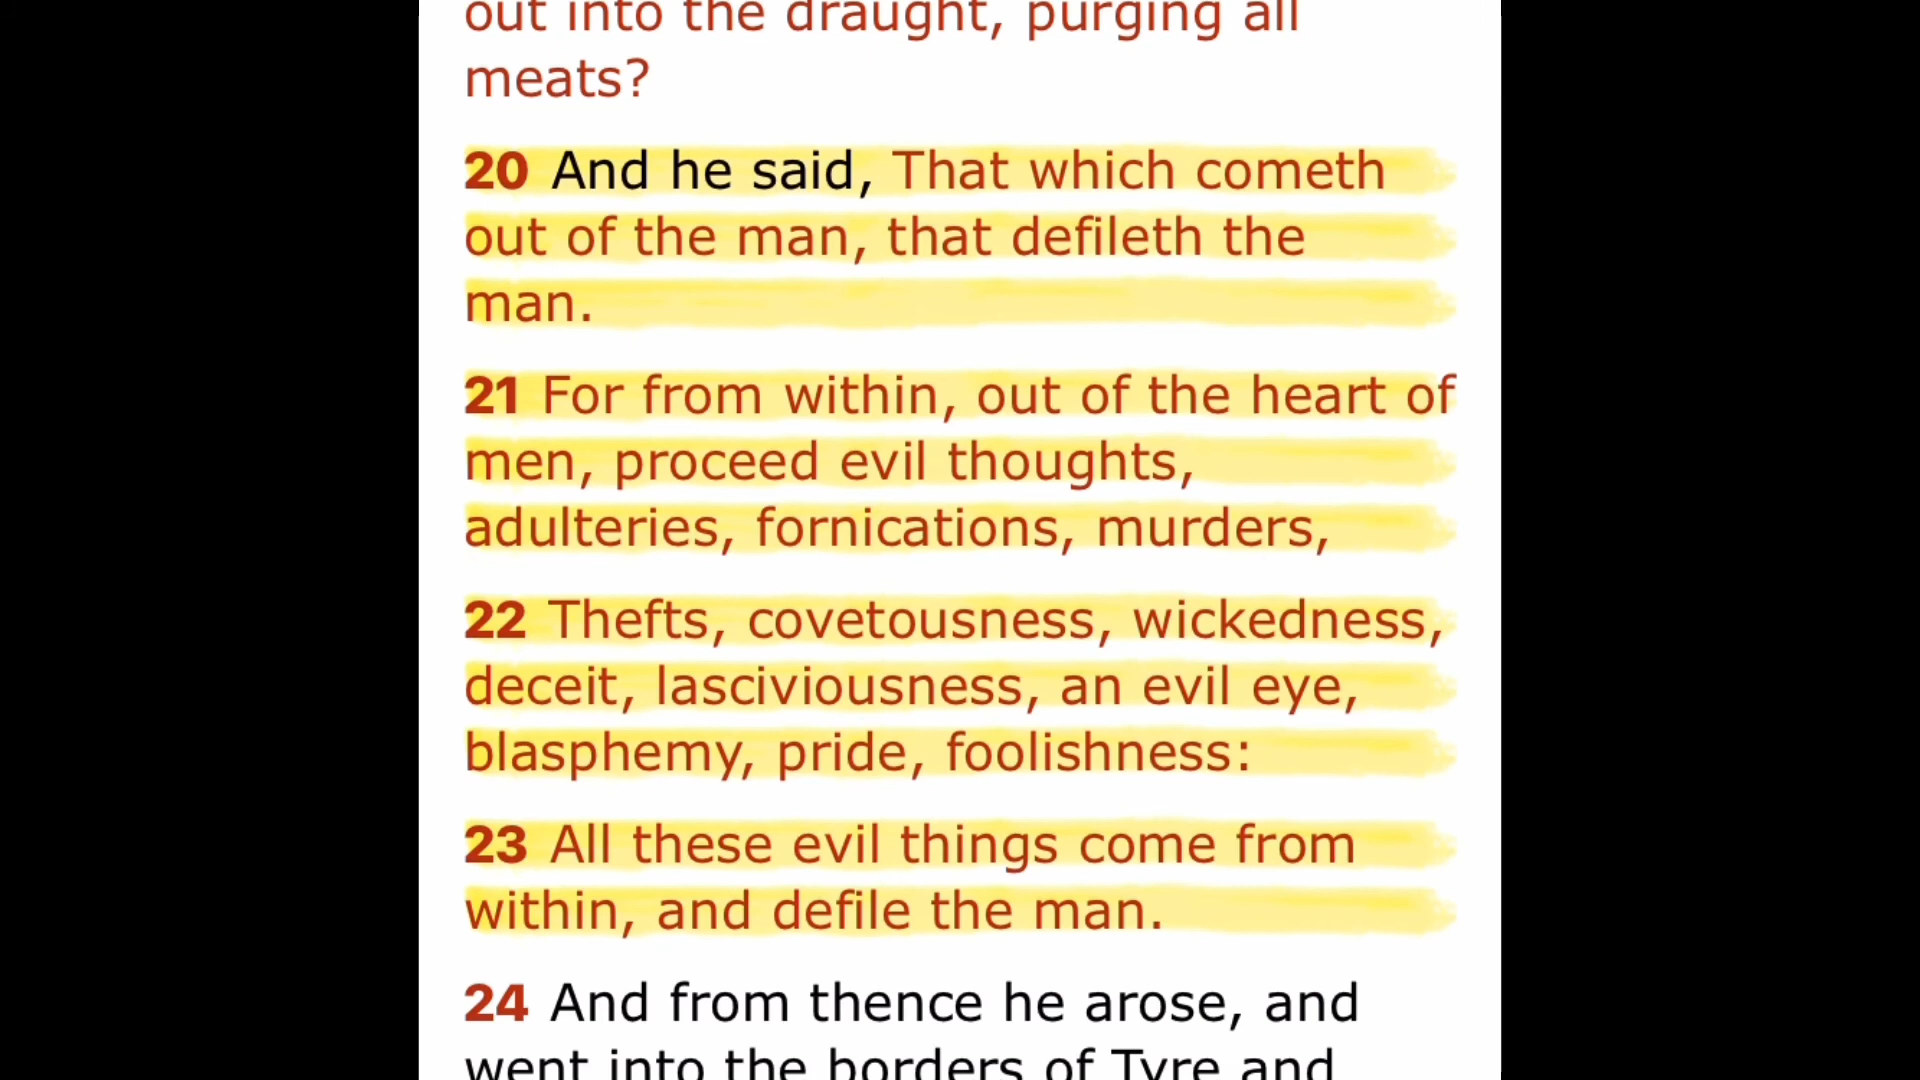 out into the draught, purging all
meats?
20 And he said, That which cometh
out of the man, that defileth the
man.
21 For from within, out of the heart of
men, proceed evil thoughts,
adulteries, fornications, murders,
22 Thefts, covetousness, wickedness,
deceit, lasciviousness, an evil eye,
blasphemy, pride, foolishness:
23 All these evil things come from
within, and defile the man.
24 And from thence he arose, and
went into the borders of Tyre and